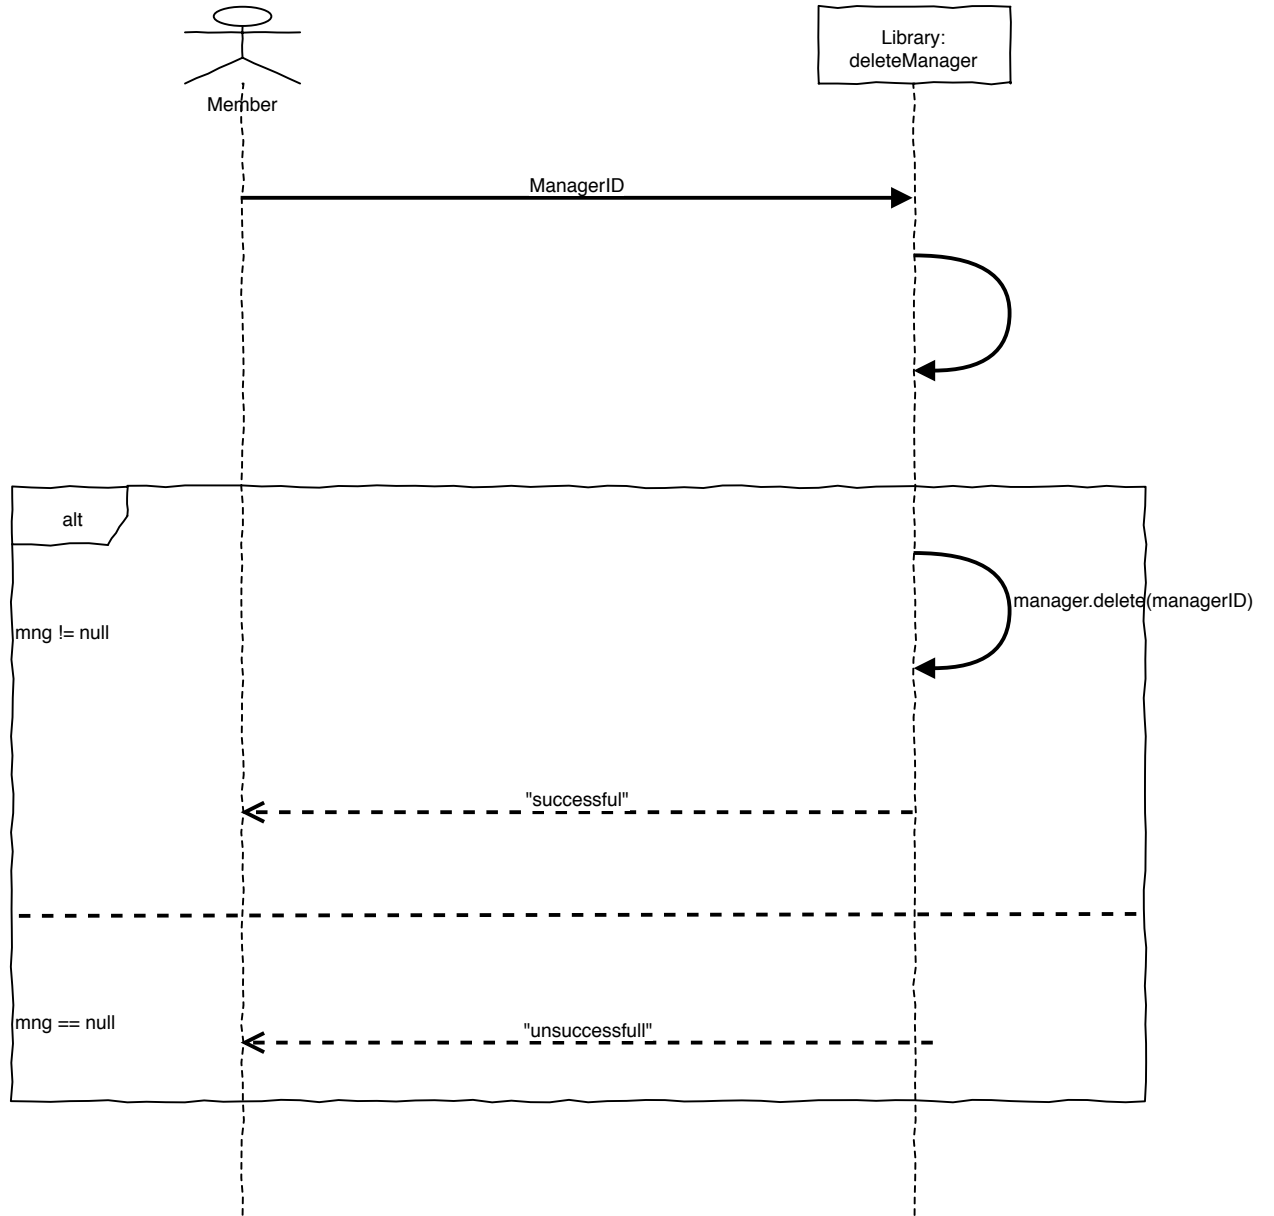 Library:
deleteManager
Member
ManagerID
alt
manager.delete(managerID)
mng != null
"successful"
mng == null
"unsuccessfull"